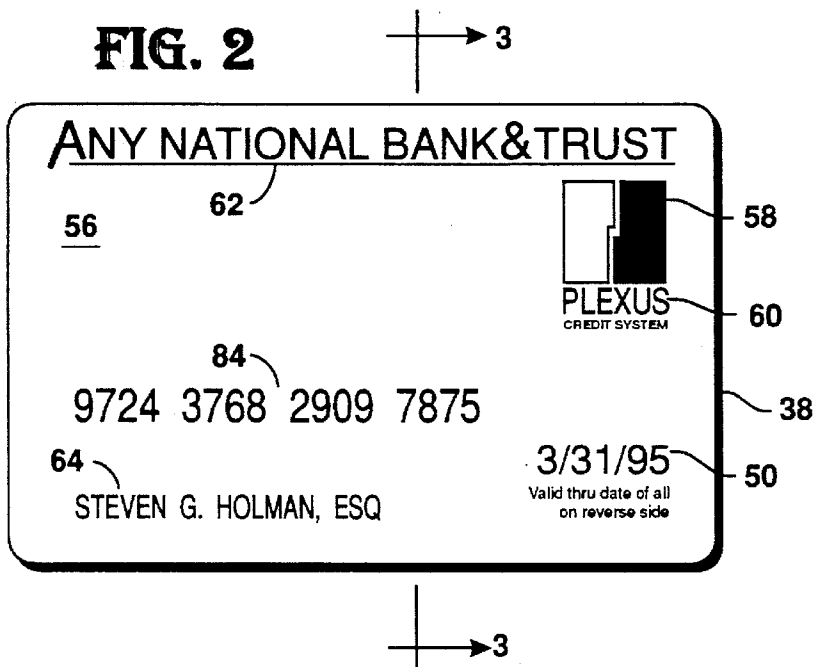 FIG. 2
3
ANY NATIONAL BANK&TRUST
62
56
58
PLEXUS
60
CREDIT SYSTEM
84
9724 3768 2909 7875
38
64
3/31/95
50
Valid thru date of all
on reverse side
STEVEN G. HOLMAN, ESQ
3